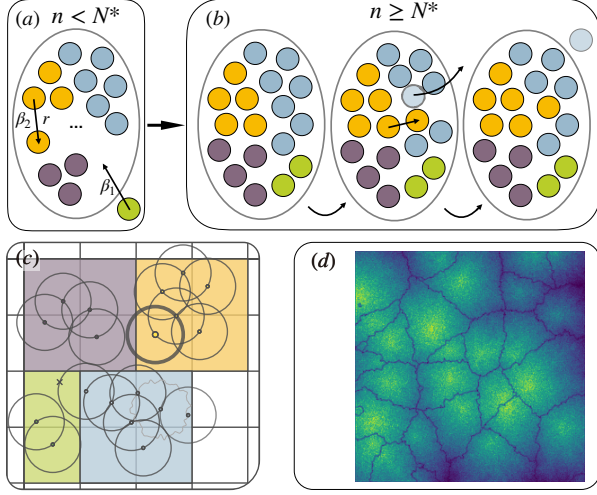 (a) n < N*
β₂ r
...
β₁
(b) n ≥ N*
(c)
(d)